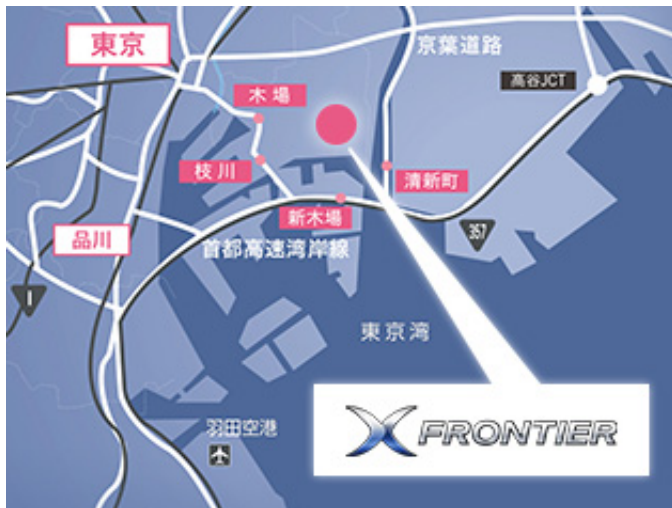 東京
京葉道路
高谷JCT
木場
枝川
清新町
新木場
357
品川
首都高速湾岸線
1
東京湾
羽田空港
X FRONTIER